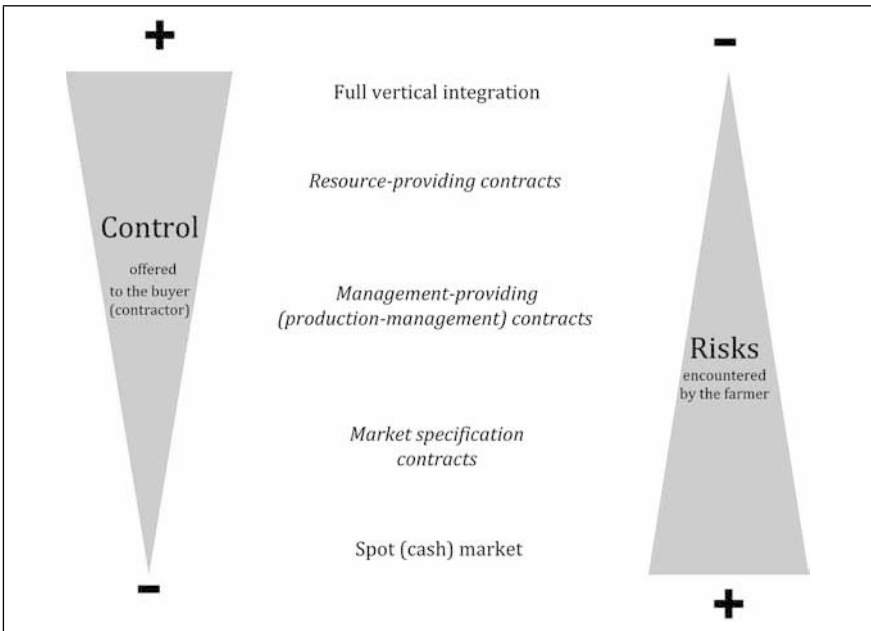 +
−
Full vertical integration
Resource-providing contracts
Control
offered
to the buyer
(contractor)
Management-providing
(production-management) contracts
Risks
encountered
by the farmer
Market specification
contracts
Spot (cash) market
−
+